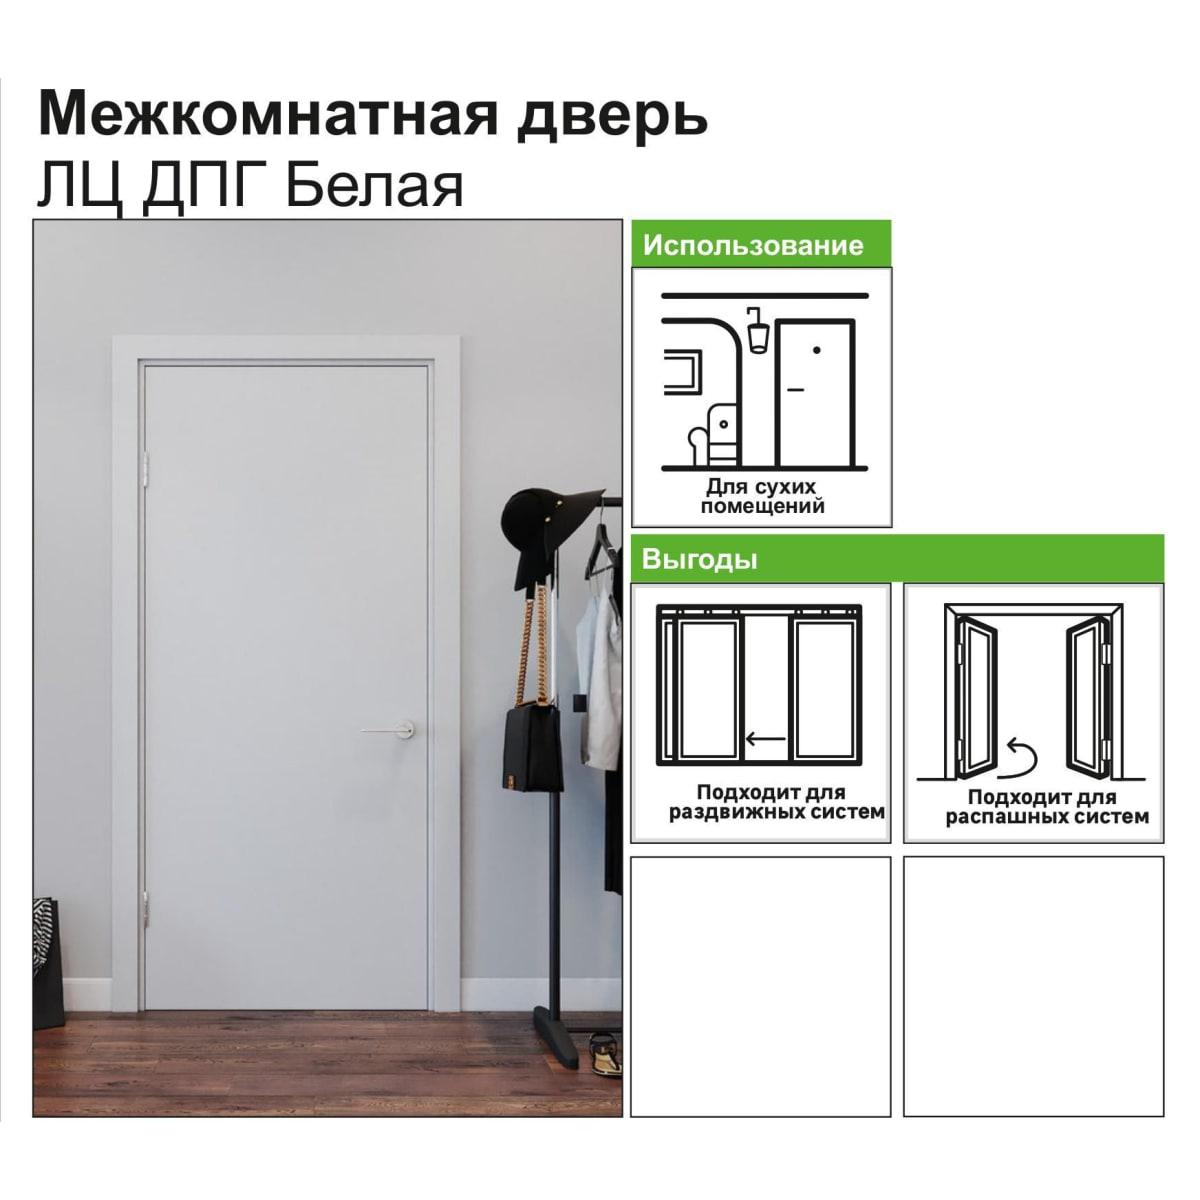 Межкомнатная дверь
ЛЦ ДПГ Белая
Использование
Для сухих
помещений
Выгоды
Подходит для
раздвижных систем
Подходит для
распашных систем